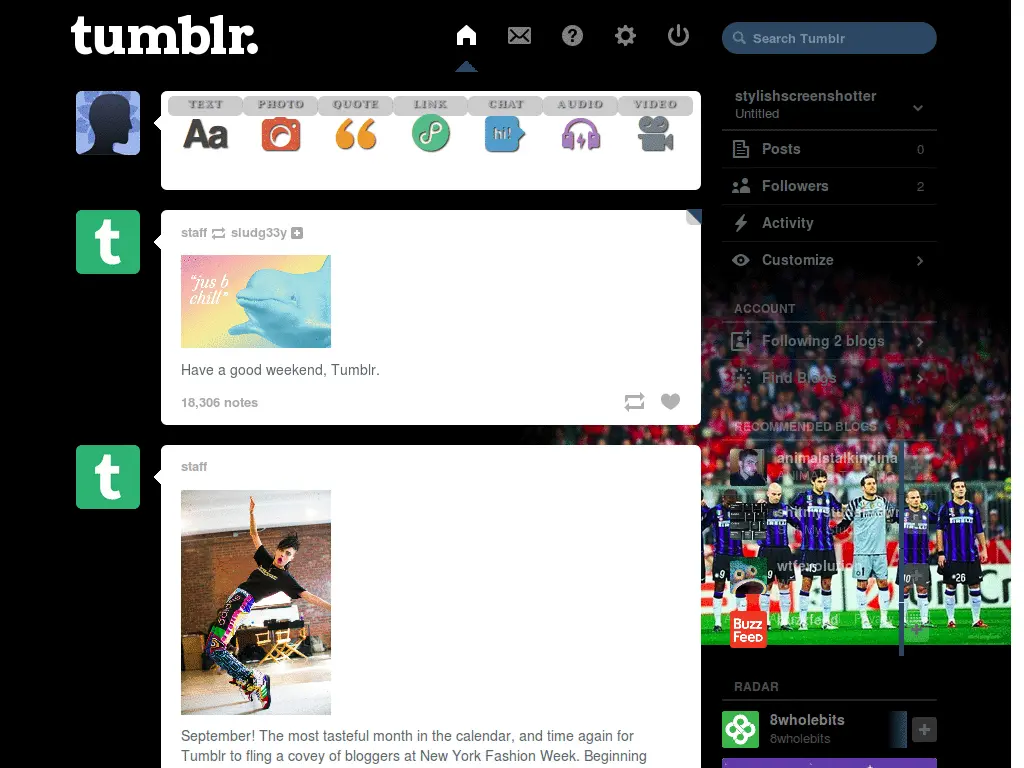 tumblr.
Search Tumblr
TEXT PHOTO QUOTE LINK CHAT AUDIO VIDEO
Aa hi!
stylishscreenshotter
Untitled
Posts 0
Followers 2
Activity
Customize
ACCOUNT
Following 2 blogs
Find Blogs
RECOMMENDED BLOGS
animalstalkingina
wtfevolution
Buzz
Feed
RADAR
8wholebits
8wholebits
t
staff sludg33y
"jus b
chill"
Have a good weekend, Tumblr.
18,306 notes
t
staff
September! The most tasteful month in the calendar, and time again for
Tumblr to fling a covey of bloggers at New York Fashion Week. Beginning